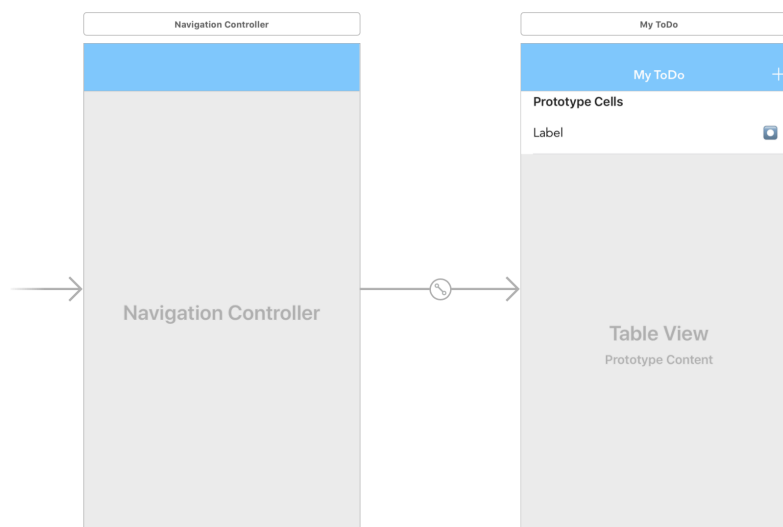 Navigation Controller
My ToDo
My ToDo
Prototype Cells
Label
Navigation Controller
Table View
Prototype Content